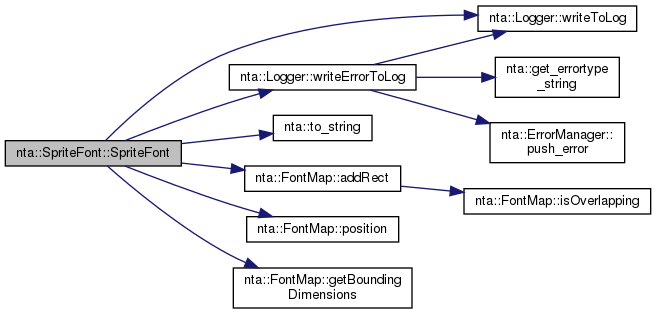 nta::Logger::writeToLog
nta::Logger::writeErrorToLog
nta::get_errortype
_string
nta::to_string
nta::ErrorManager::
push_error
nta::SpriteFont::SpriteFont
nta::FontMap::addRect
nta::FontMap::isOverlapping
nta::FontMap::position
nta::FontMap::getBounding
Dimensions